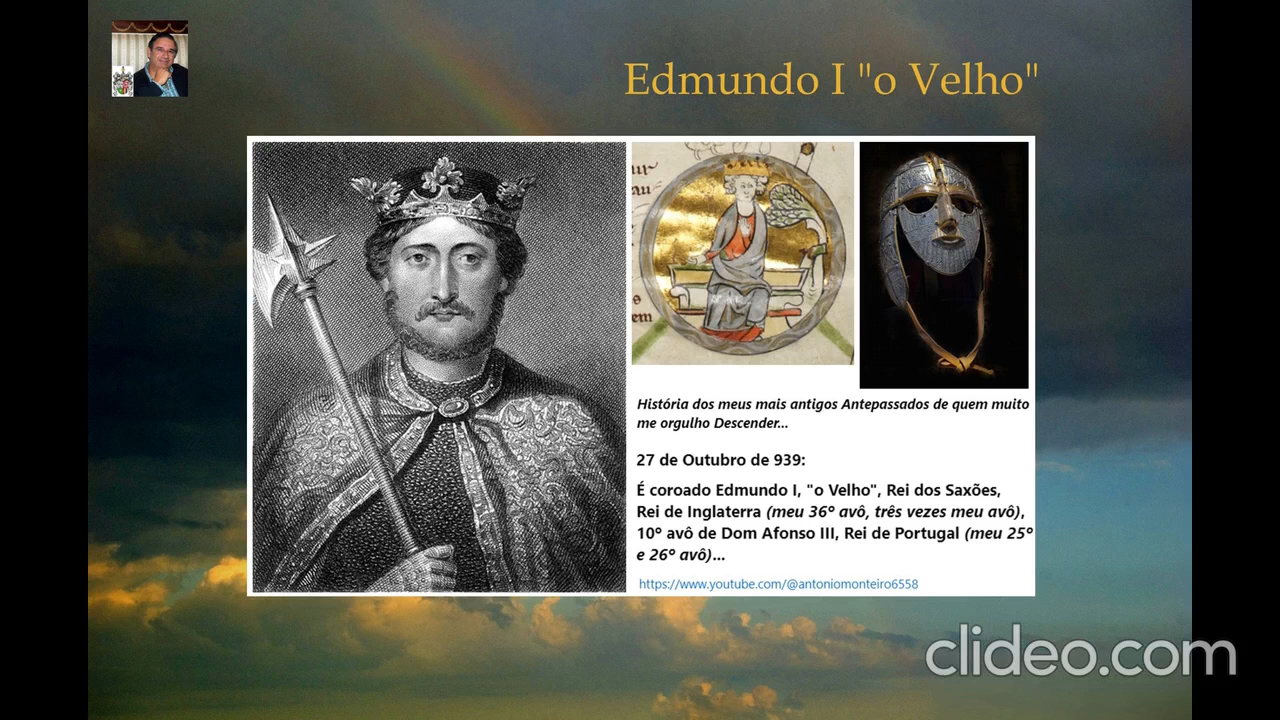 Edmundo I "o Velho"
História dos meus mais antigos Antepassados de quem muito
me orgulho Descender...
27 de Outubro de 939:
É coroado Edmundo I, "o Velho", Rei dos Saxões,
Rei de Inglaterra (meu 36º avô, três vezes meu avô),
10º avô de Dom Afonso III, Rei de Portugal (meu 25º
e 26º avô)...
https://www.youtube.com/@antoniomonteiro6558
clideo.com